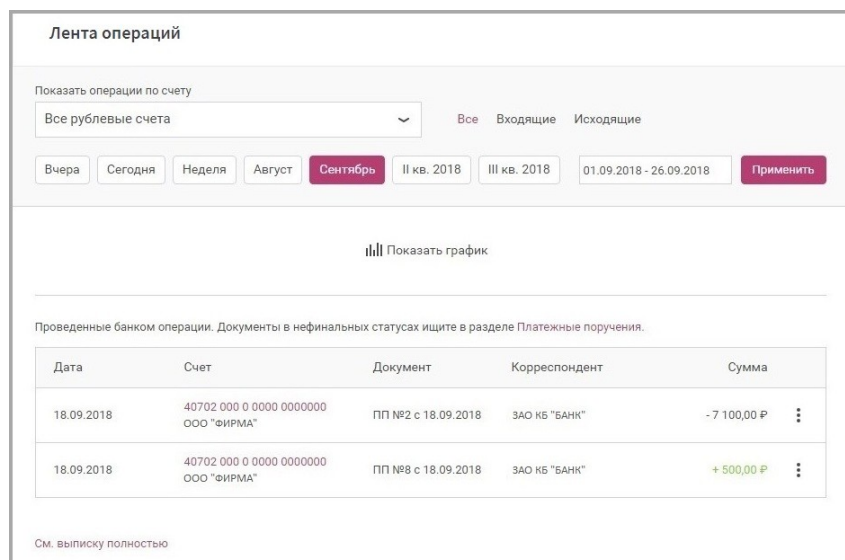 Лента операций
Показать операции по счету
Все рублевые счета
Все Входящие Исходящие
Вчера Сегодня Неделя Август Сентябрь II кв. 2018 III кв. 2018 01.09.2018 - 26.09.2018 Применить
Показать график
Проведенные банком операции. Документы в нефинальных статусах ищите в разделе Платежные поручения.
Дата Счет Документ Корреспондент Сумма
18.09.2018 40702 000 0 0000 0000000 ПП №2 с 18.09.2018 ЗАО КБ "БАНК" - 7 100,00 ₽
ООО "ФИРМА"
18.09.2018 40702 000 0 0000 0000000 ПП №8 с 18.09.2018 ЗАО КБ "БАНК" + 500,00 ₽
ООО "ФИРМА"
См. выписку полностью